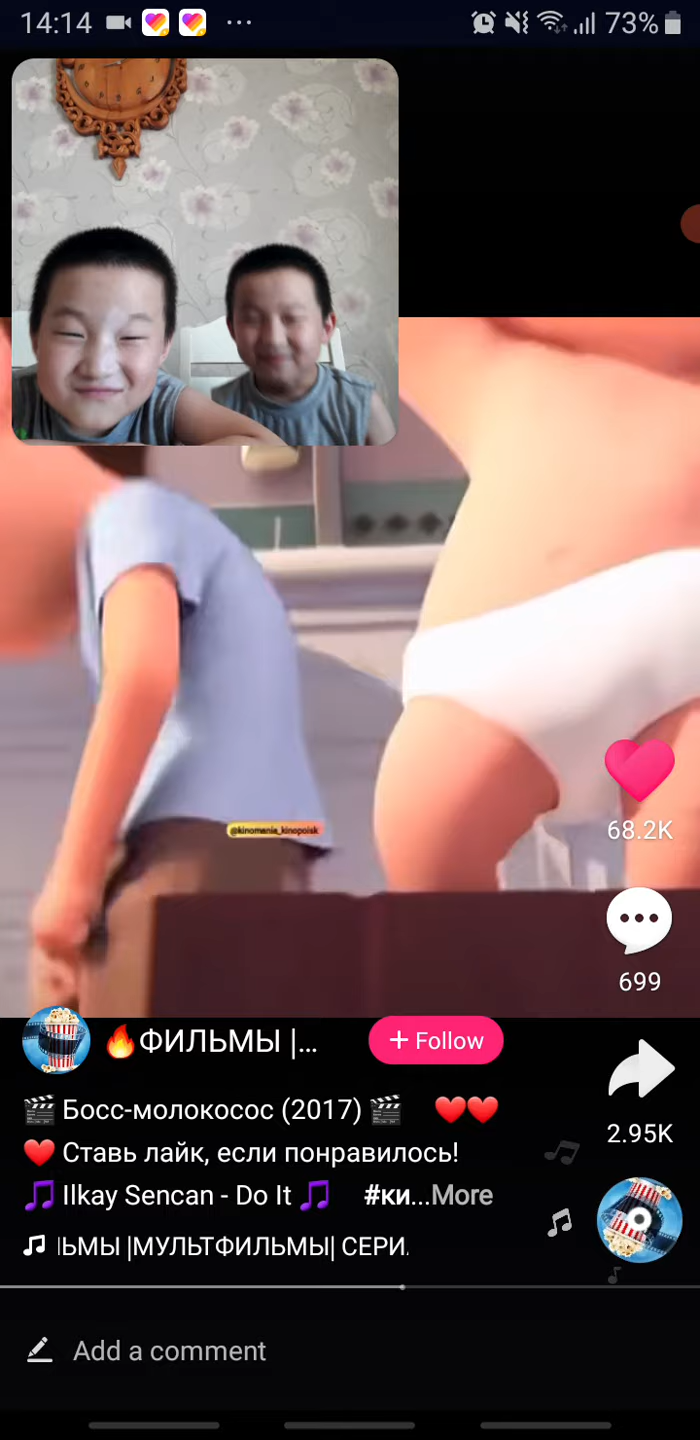 14:14
73%
@kinomania_kinopoisk
68.2K
699
🔥ФИЛЬМЫ |...
+ Follow
🎬 Босс-молокосос (2017) 🎬 ❤️❤️
❤️ Ставь лайк, если понравилось!
2.95K
🎵 Ilkay Sencan - Do It 🎵 #ки...More
ЬМЫ |МУЛЬТФИЛЬМЫ| СЕРИ
Add a comment